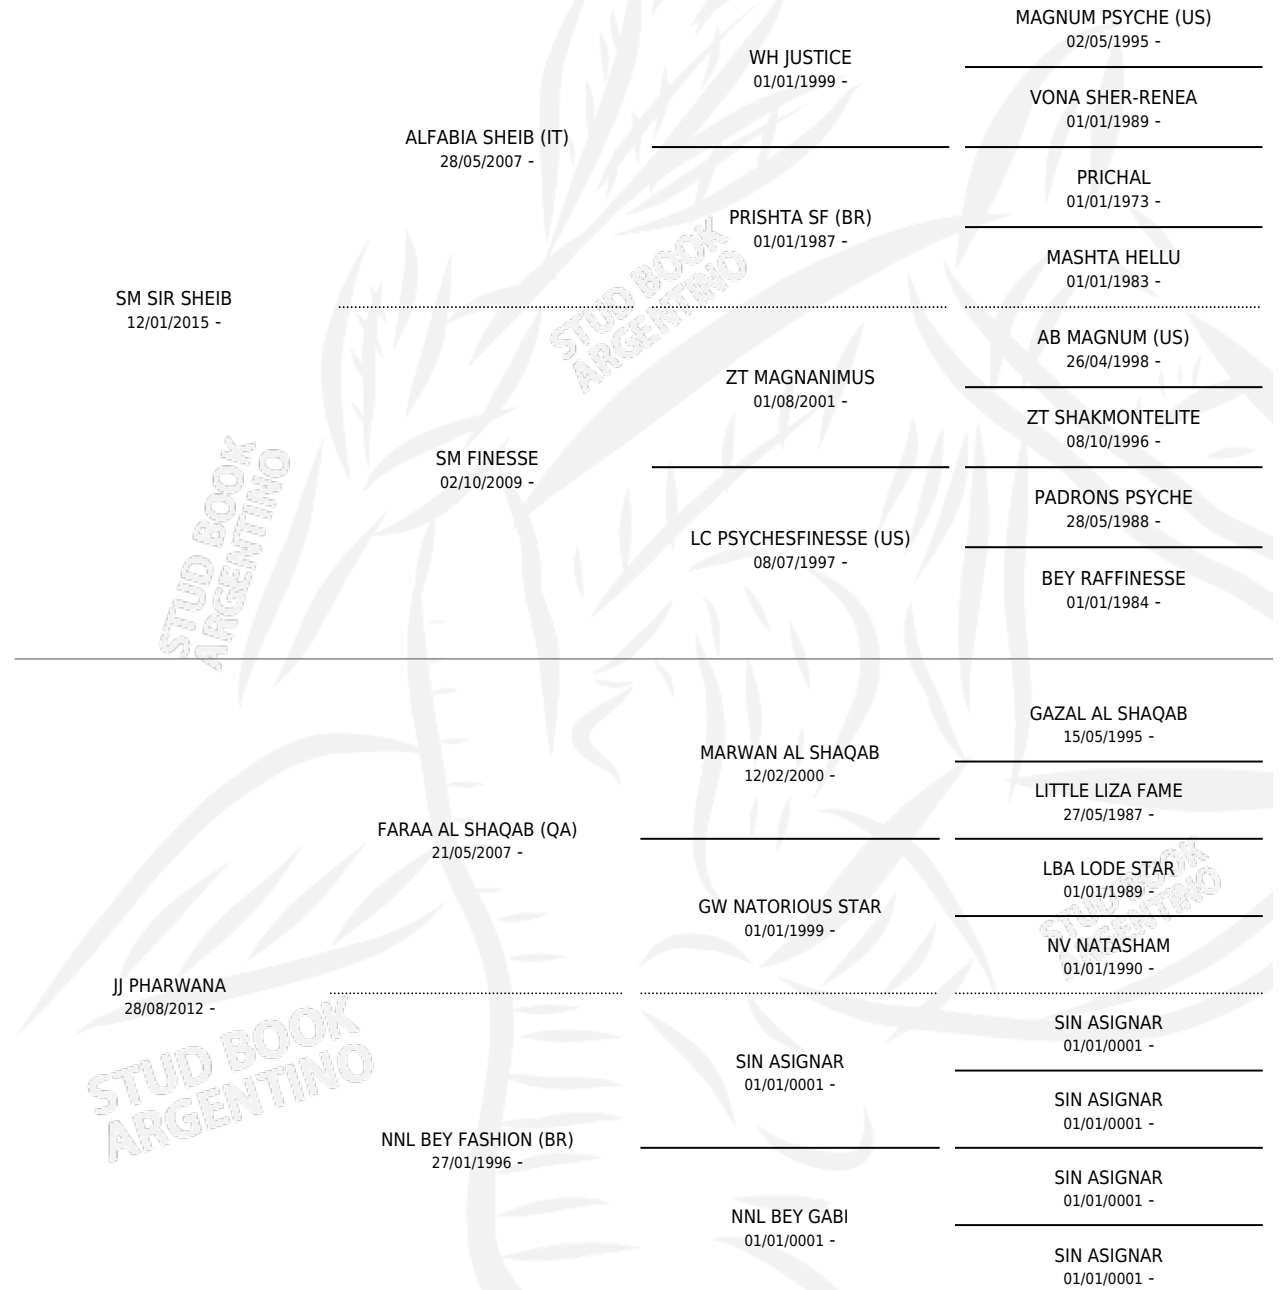 MAGNUM PSYCHE (US)
02/05/1995 -
WH JUSTICE
01/01/1999 -
VONA SHER-RENEA
01/01/1989 -
ALFABIA SHEIB (IT)
28/05/2007 -
PRICHAL
01/01/1973 -
PRISHTA SF (BR)
01/01/1987 -
MASHTA HELLU
01/01/1983 -
SM SIR SHEIB
12/01/2015 -
STUD BOOK
ARGENTINO
AB MAGNUM (US)
26/04/1998 -
ZT MAGNANIMUS
01/08/2001 -
ZT SHAKMONTELITE
08/10/1996 -
SM FINESSE
02/10/2009 -
PADRONS PSYCHE
28/05/1988 -
LC PSYCHESFINESSE (US)
08/07/1997 -
BEY RAFFINESSE
01/01/1984 -
STUD BOOK
ARGENTINO
GAZAL AL SHAQAB
15/05/1995 -
MARWAN AL SHAQAB
12/02/2000 -
LITTLE LIZA FAME
27/05/1987 -
FARAA AL SHAQAB (QA)
21/05/2007 -
LBA LODE STAR
01/01/1989 -
STUD BOOK
ARGENTINO
GW NATORIOUS STAR
01/01/1999 -
NV NATASHAM
01/01/1990 -
JJ PHARWANA
28/08/2012 -
STUD BOOK
ARGENTINO
SIN ASIGNAR
01/01/0001 -
SIN ASIGNAR
01/01/0001 -
SIN ASIGNAR
01/01/0001 -
NNL BEY FASHION (BR)
27/01/1996 -
SIN ASIGNAR
01/01/0001 -
NNL BEY GABI
01/01/0001 -
SIN ASIGNAR
01/01/0001 -